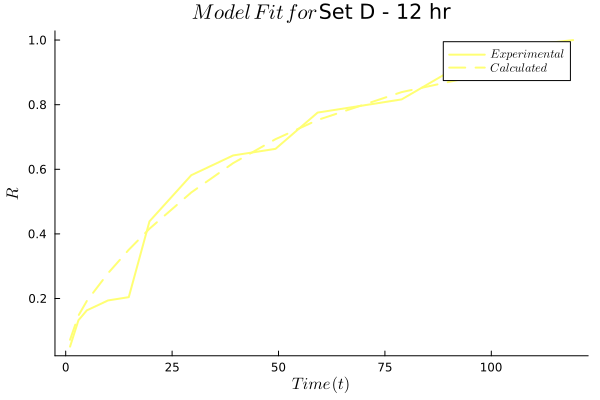 Model Fit for Set D - 12 hr
1.0
Experimental
Calculated
0.8
0.6
R
0.4
0.2
0 25 50 75 100
Time(t)